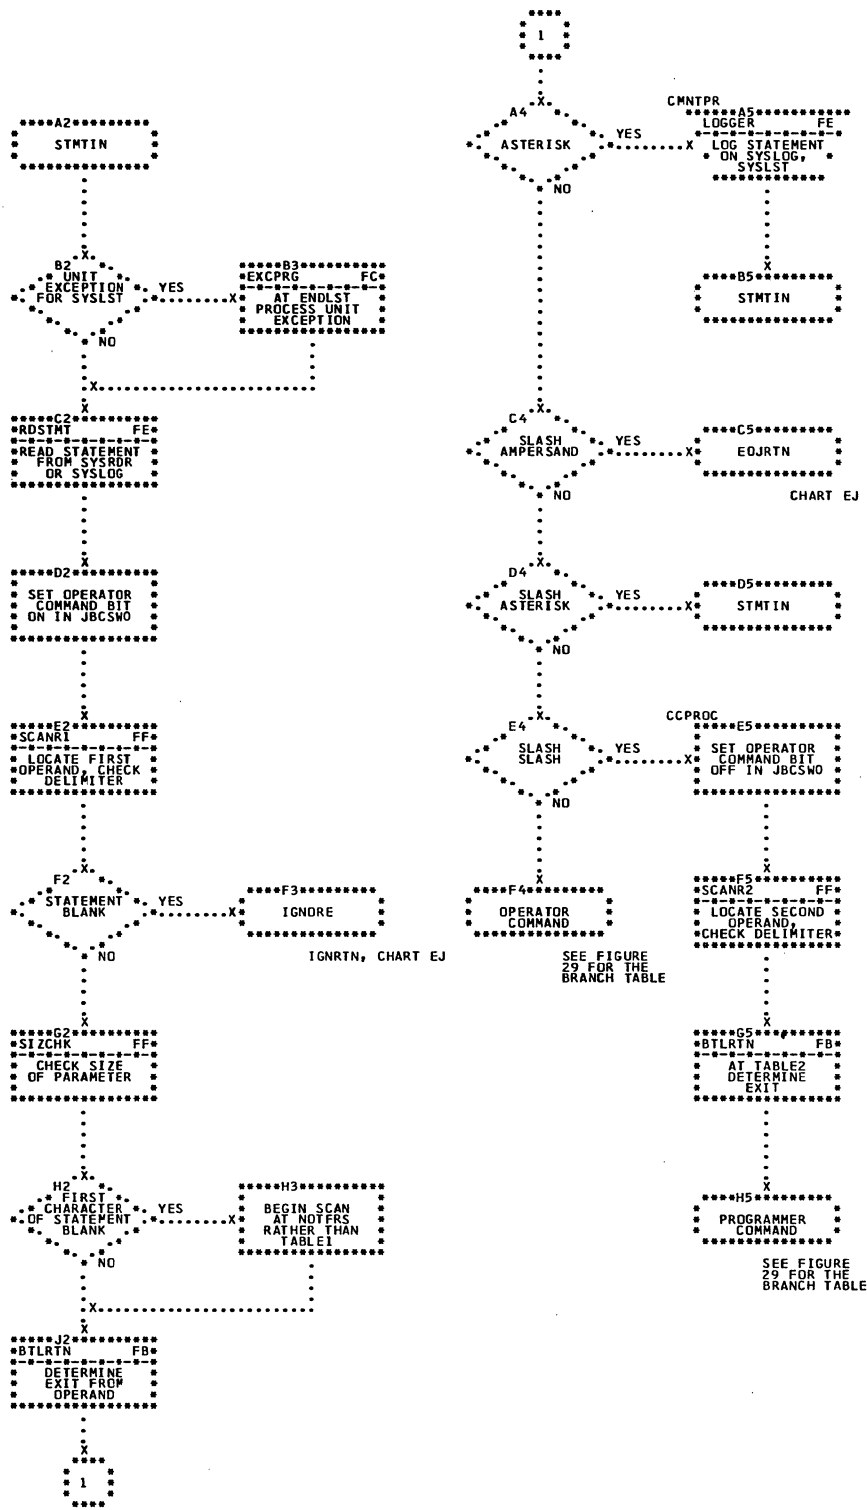 1
A2
STMTIN
B2
UNIT
EXCEPTION
FOR SYSLST
YES
NO
B3
EXCPRG FC
AT ENDLST
PROCESS UNIT
EXCEPTION
C2
RDSTMT FE
READ STATEMENT
FROM SYSRDR
OR SYSLOG
D2
SET OPERATOR
COMMAND BIT
ON IN JBCSW0
E2
SCANR1 FF
LOCATE FIRST
OPERAND, CHECK
DELIMITER
F2
STATEMENT
BLANK
YES
NO
F3
IGNORE
IGNRTN, CHART EJ
G2
SIZCHK FF
CHECK SIZE
OF PARAMETER
H2
FIRST
CHARACTER
OF STATEMENT
BLANK
YES
NO
H3
BEGIN SCAN
AT NOTFRS
RATHER THAN
TABLE1
J2
BTLRTN FB
DETERMINE
EXIT FROM
OPERAND
1
A4
ASTERISK
YES
NO
CMNTPR
A5
LOGGER FE
LOG STATEMENT
ON SYSLOG,
SYSLST
B5
STMTIN
C4
SLASH
AMPERSAND
YES
NO
C5
EOJRTN
CHART EJ
D4
SLASH
ASTERISK
YES
NO
D5
STMTIN
E4
SLASH
SLASH
YES
NO
CCPROC
E5
SET OPERATOR
COMMAND BIT
OFF IN JBCSW0
F4
OPERATOR
COMMAND
SEE FIGURE
29 FOR THE
BRANCH TABLE
F5
SCANR2 FF
LOCATE SECOND
OPERAND,
CHECK DELIMITER
G5
BTLRTN FB
AT TABLE2
DETERMINE
EXIT
H5
PROGRAMMER
COMMAND
SEE FIGURE
29 FOR THE
BRANCH TABLE